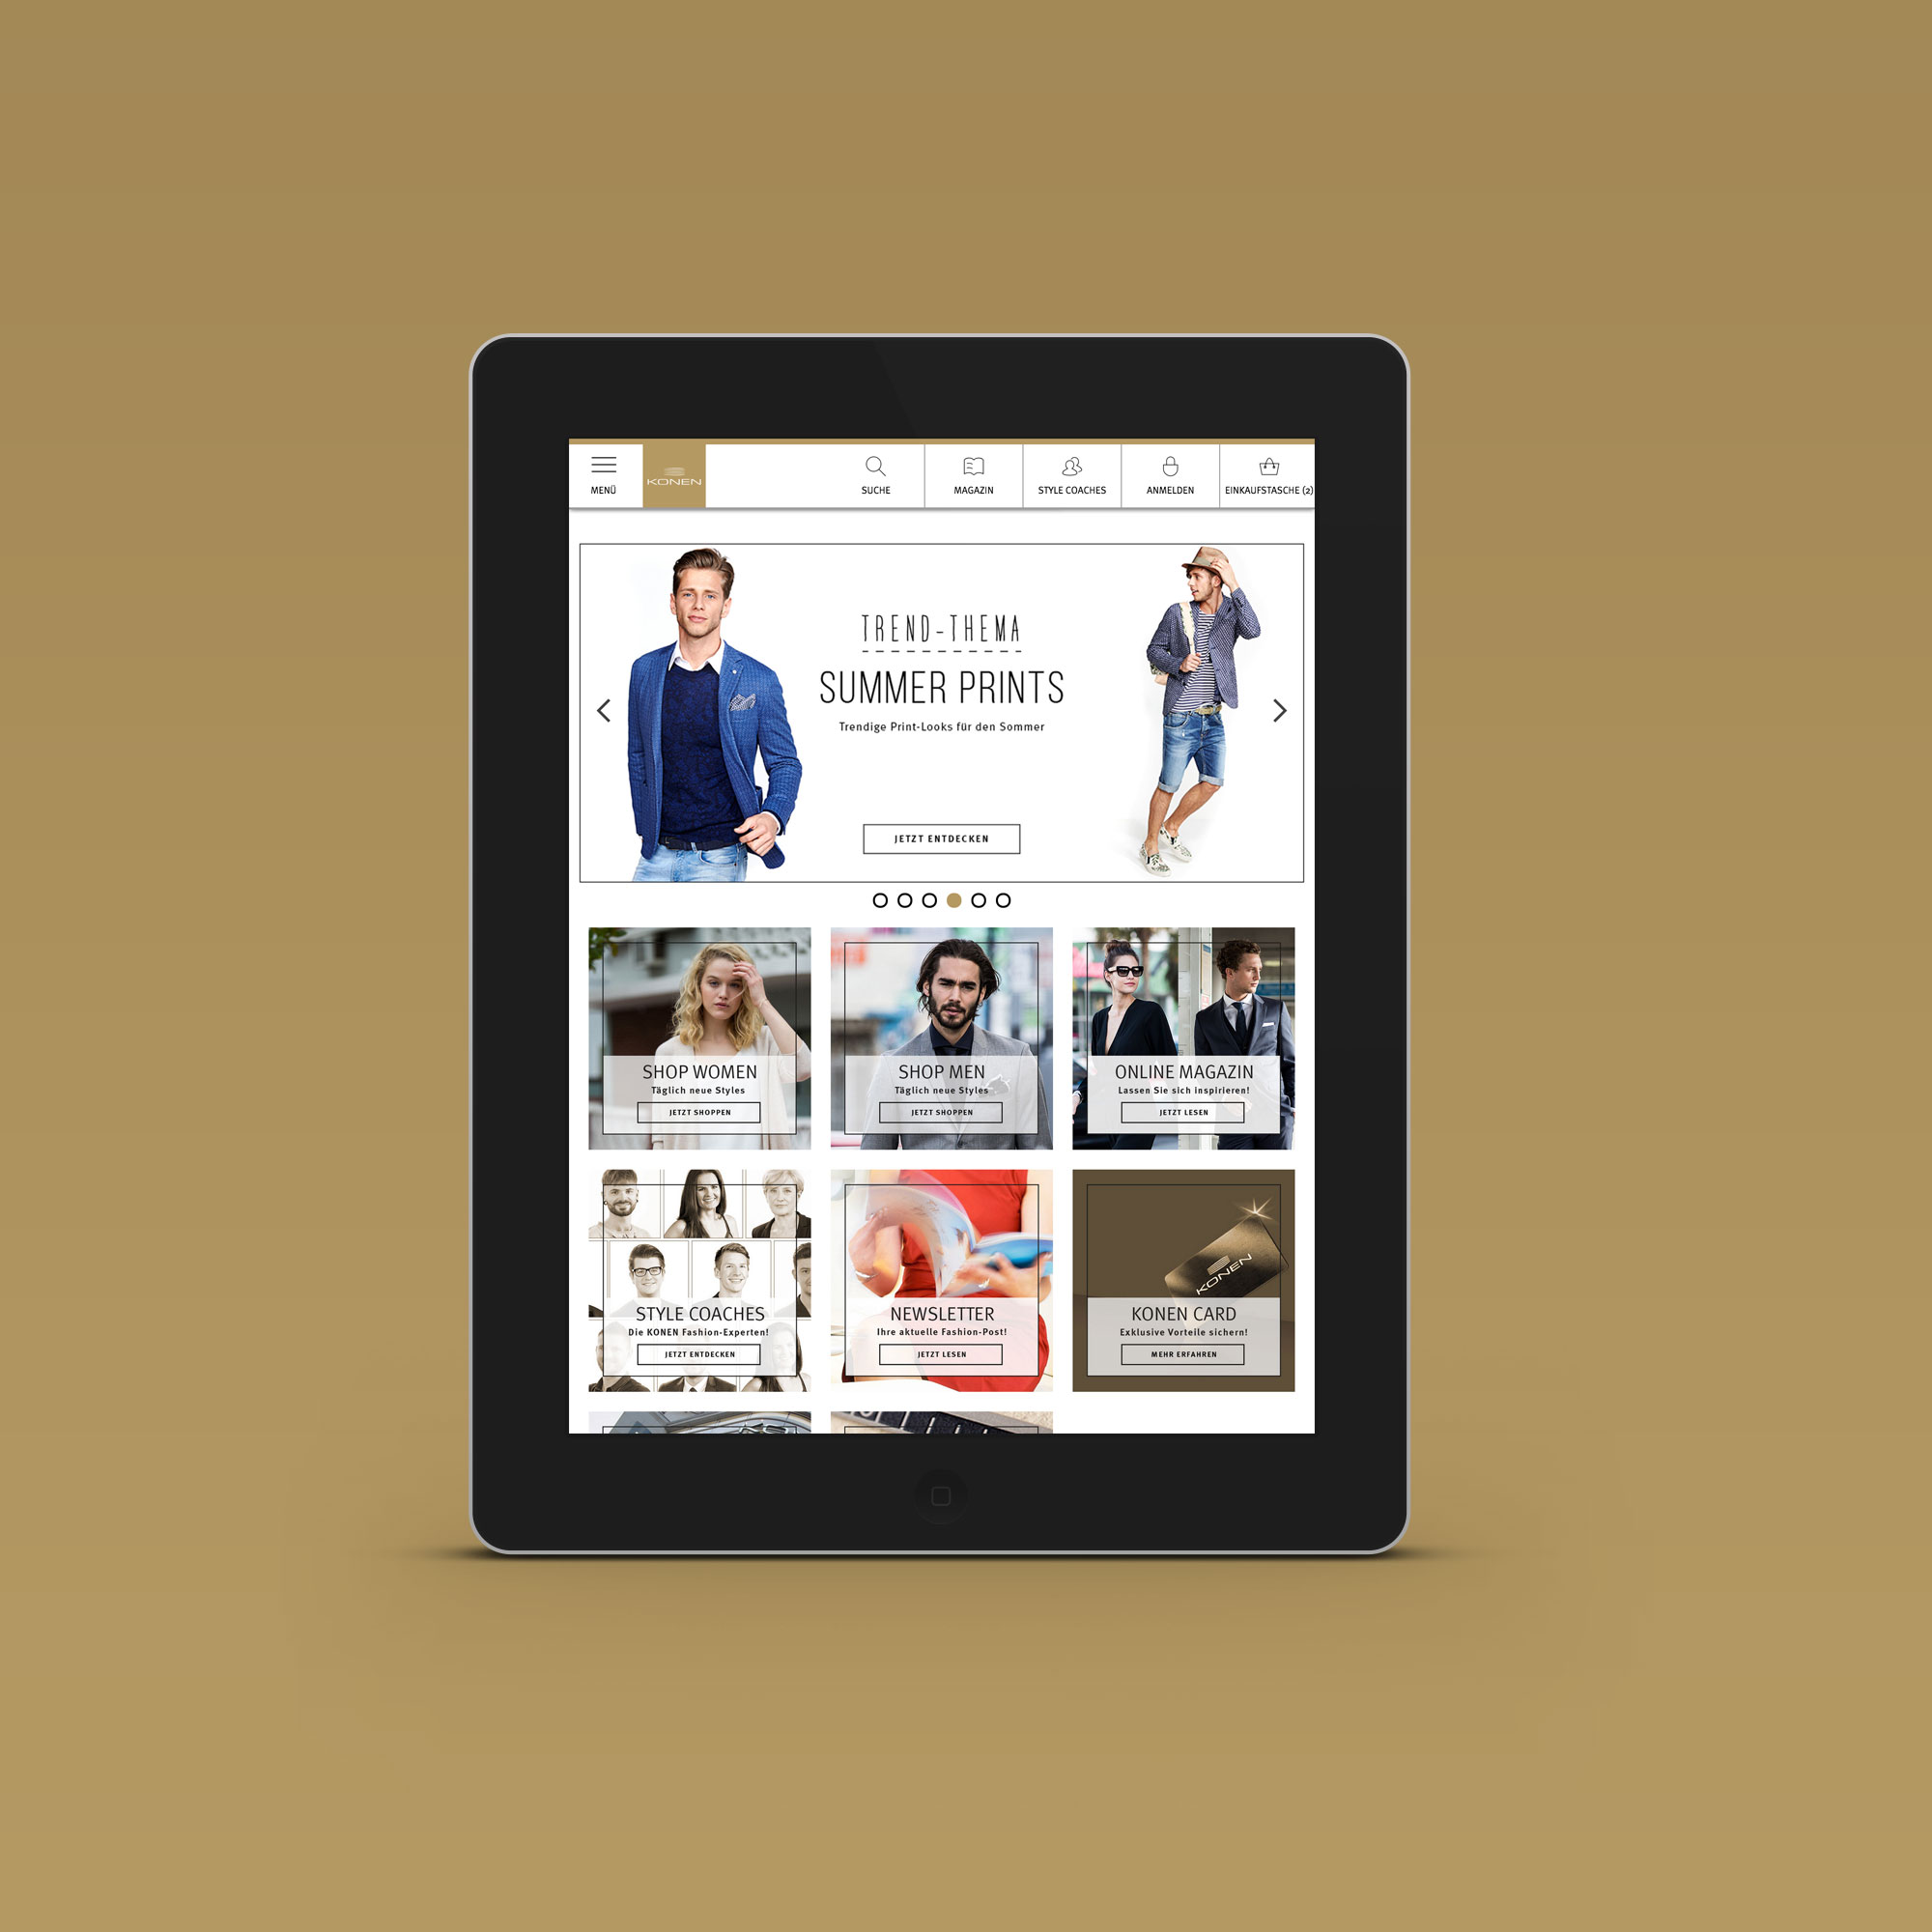 MENÜ
KONEN
SUCHE
MAGAZIN
STYLE COACHES
ANMELDEN
EINKAUFSTASCHE (2)
TREND-THEMA
SUMMER PRINTS
Trendige Print-Looks für den Sommer
JETZT ENTDECKEN
SHOP WOMEN
Täglich neue Styles
JETZT SHOPPEN
SHOP MEN
Täglich neue Styles
JETZT SHOPPEN
ONLINE MAGAZIN
Lassen Sie sich inspirieren!
JETZT LESEN
STYLE COACHES
Die KONEN Fashion-Experten!
JETZT ENTDECKEN
NEWSLETTER
Ihre aktuelle Fashion-Post!
JETZT LESEN
KONEN
KONEN CARD
Exklusive Vorteile sichern!
MEHR ERFAHREN